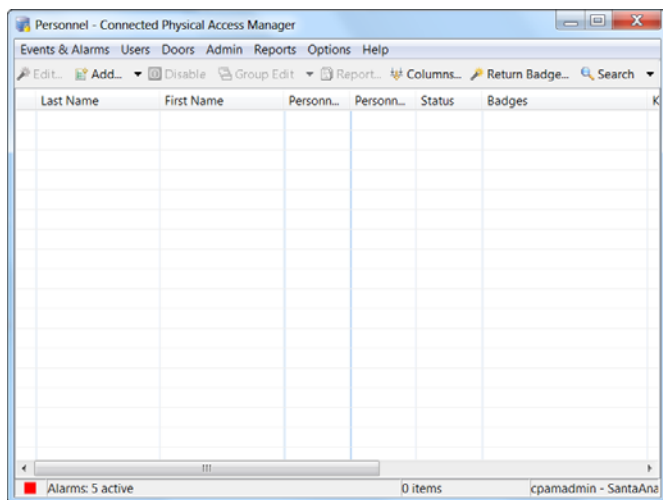 Personnel - Connected Physical Access Manager
Events & Alarms Users Doors Admin Reports Options Help
Edit... Add... Disable Group Edit Report... Columns... Return Badge... Search
Last Name First Name Personn... Personn... Status Badges K
Alarms: 5 active 0 items cpamadmin - SantaAna